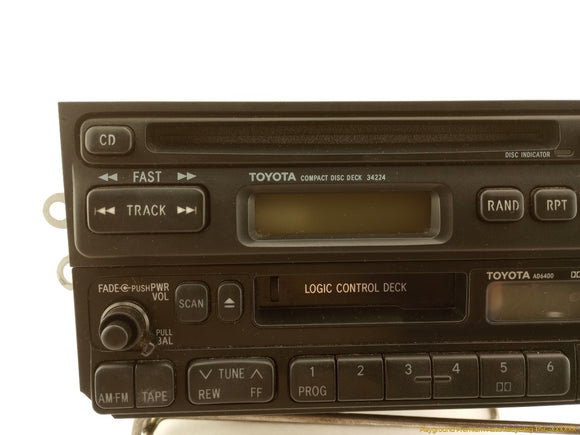 CD
DISC INDICATOR
◀◀ FAST ▶▶
TOYOTA COMPACT DISC DECK 34224
|◀◀ TRACK ▶▶|
RAND
RPT
LOGIC CONTROL DECK
TOYOTA AD6400
FADE PUSH PWR
VOL
SCAN
PULL
BAL
AM·FM
TAPE
∨ TUNE ∧
REW FF
1
PROG
2
3
4
5
6